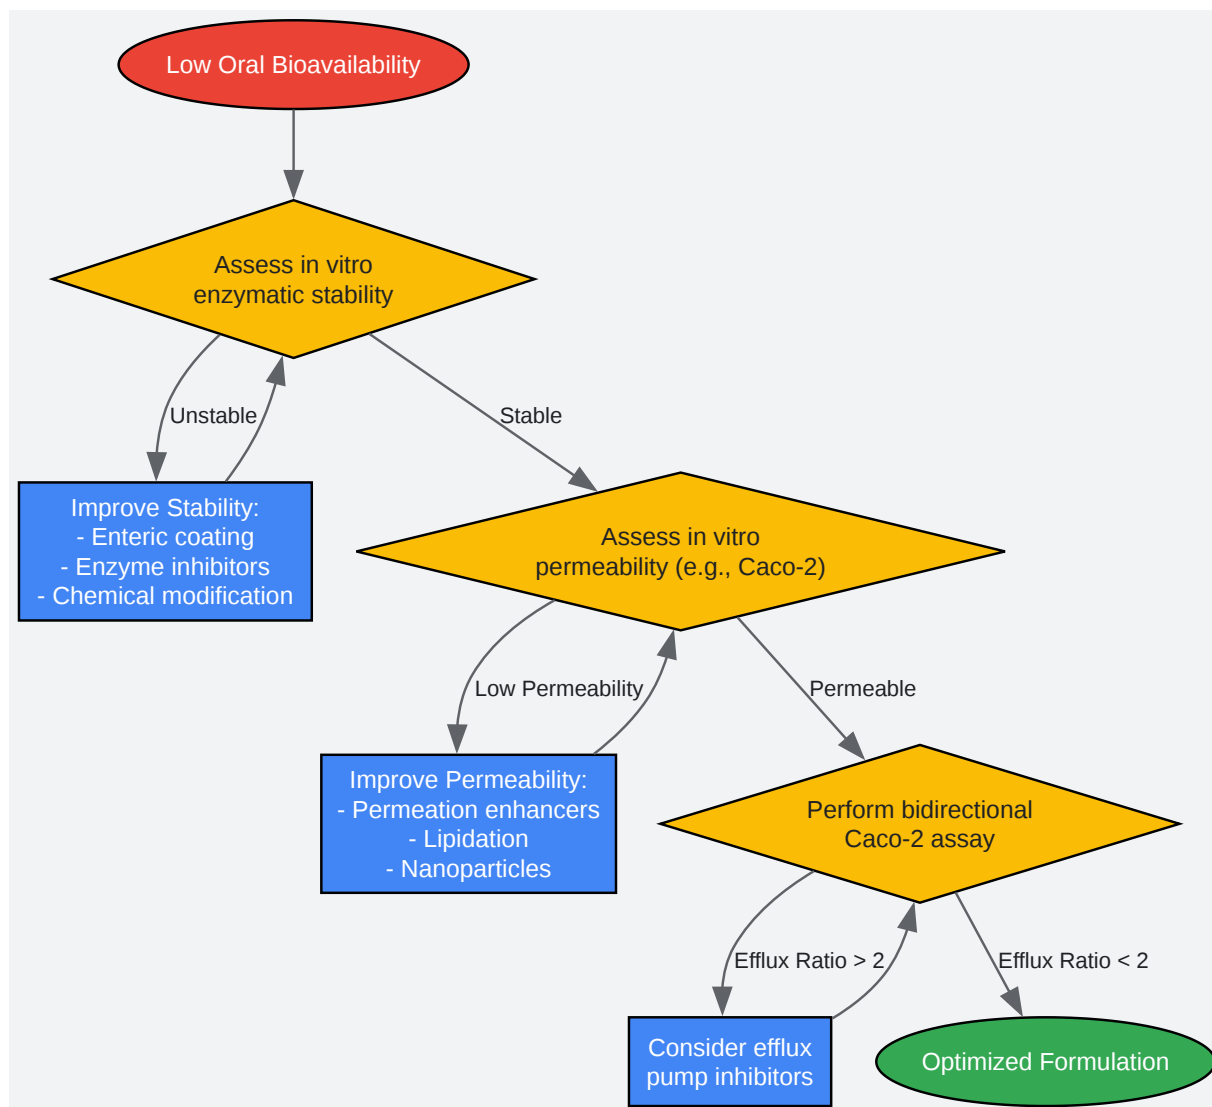 Low Oral Bioavailability
Assess in vitro
enzymatic stability
Unstable
Stable
Improve Stability:
- Enteric coating
- Enzyme inhibitors
- Chemical modification
Assess in vitro
permeability (e.g., Caco-2)
Low Permeability
Permeable
Improve Permeability:
- Permeation enhancers
- Lipidation
- Nanoparticles
Perform bidirectional
Caco-2 assay
Efflux Ratio > 2
Efflux Ratio < 2
Consider efflux
pump inhibitors
Optimized Formulation